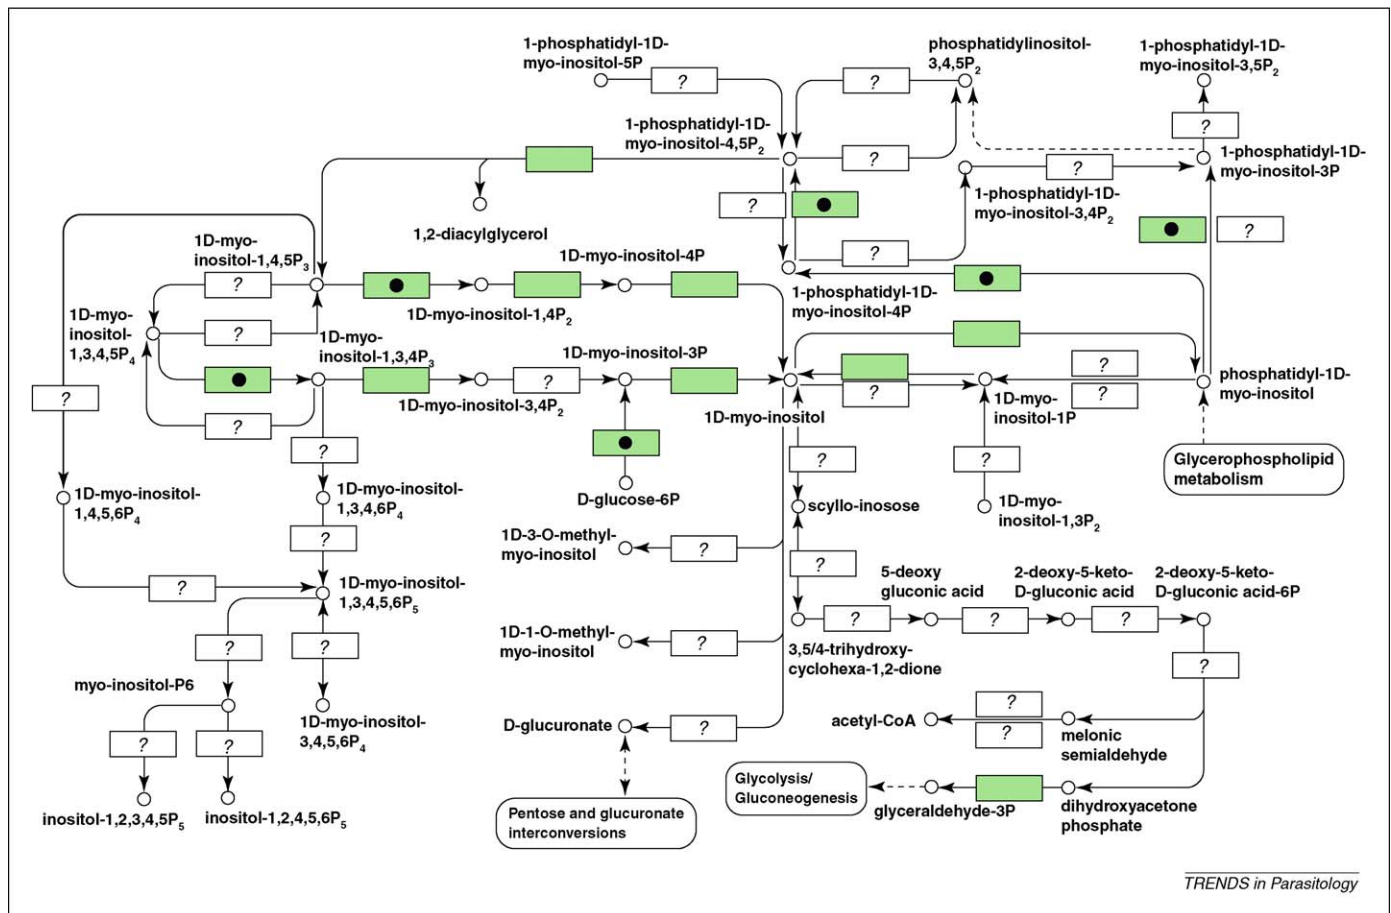 1-phosphatidyl-1D-
myo-inositol-5P
?
?
phosphatidylinositol-
3,4,5P2
1-phosphatidyl-1D-
myo-inositol-3,5P2
?
1-phosphatidyl-1D-
myo-inositol-4,5P2
?
?
1-phosphatidyl-1D-
myo-inositol-3P
1-phosphatidyl-1D-
myo-inositol-3,4P2
?
?
1,2-diacylglycerol
?
1D-myo-
inositol-1,4,5P3
?
1D-myo-inositol-4P
1D-myo-inositol-1,4P2
1-phosphatidyl-1D-
myo-inositol-4P
1D-myo-
inositol-
1,3,4,5P4
?
1D-myo-
inositol-1,3,4P3
1D-myo-inositol-3P
?
?
?
?
phosphatidyl-1D-
myo-inositol
?
?
1D-myo-inositol-3,4P2
1D-myo-inositol
1D-myo-
inositol-1P
?
?
?
Glycerophospholipid
metabolism
1D-myo-inositol-
1,4,5,6P4
1D-myo-inositol-
1,3,4,6P4
D-glucose-6P
scyllo-inosose
1D-myo-
inositol-1,3P2
?
1D-3-O-methyl-
myo-inositol
?
?
?
1D-myo-inositol-
1,3,4,5,6P5
5-deoxy
gluconic acid
2-deoxy-5-keto-
D-gluconic acid
2-deoxy-5-keto-
D-gluconic acid-6P
?
?
?
?
?
1D-1-O-methyl-
myo-inositol
?
3,5/4-trihydroxy-
cyclohexa-1,2-dione
?
myo-inositol-P6
1D-myo-inositol-
3,4,5,6P4
D-glucuronate
?
acetyl-CoA
?
?
melonic
semialdehyde
?
?
Glycolysis/
Gluconeogenesis
glyceraldehyde-3P
dihydroxyacetone
phosphate
inositol-1,2,3,4,5P5
inositol-1,2,4,5,6P5
Pentose and glucuronate
interconversions
TRENDS in Parasitology